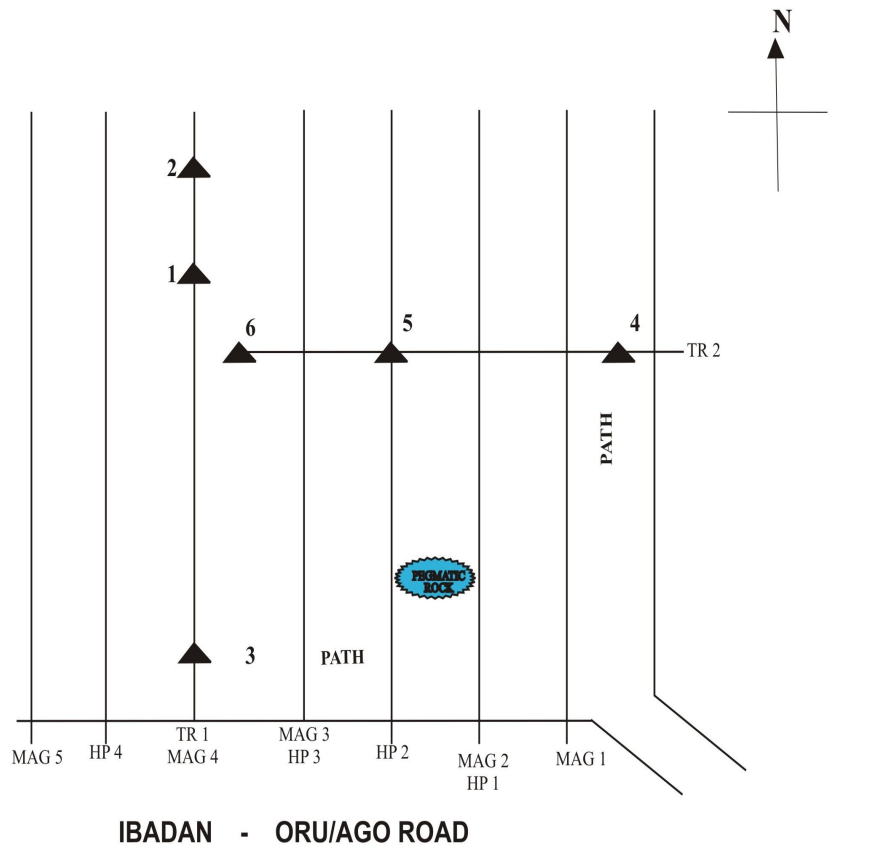 N
2
1
6
5
4
TR 2
PATH
PEGMATIC
ROCK
3
PATH
MAG 5
HP 4
TR 1
MAG 4
MAG 3
HP 3
HP 2
MAG 2
HP 1
MAG 1
IBADAN - ORU/AGO ROAD